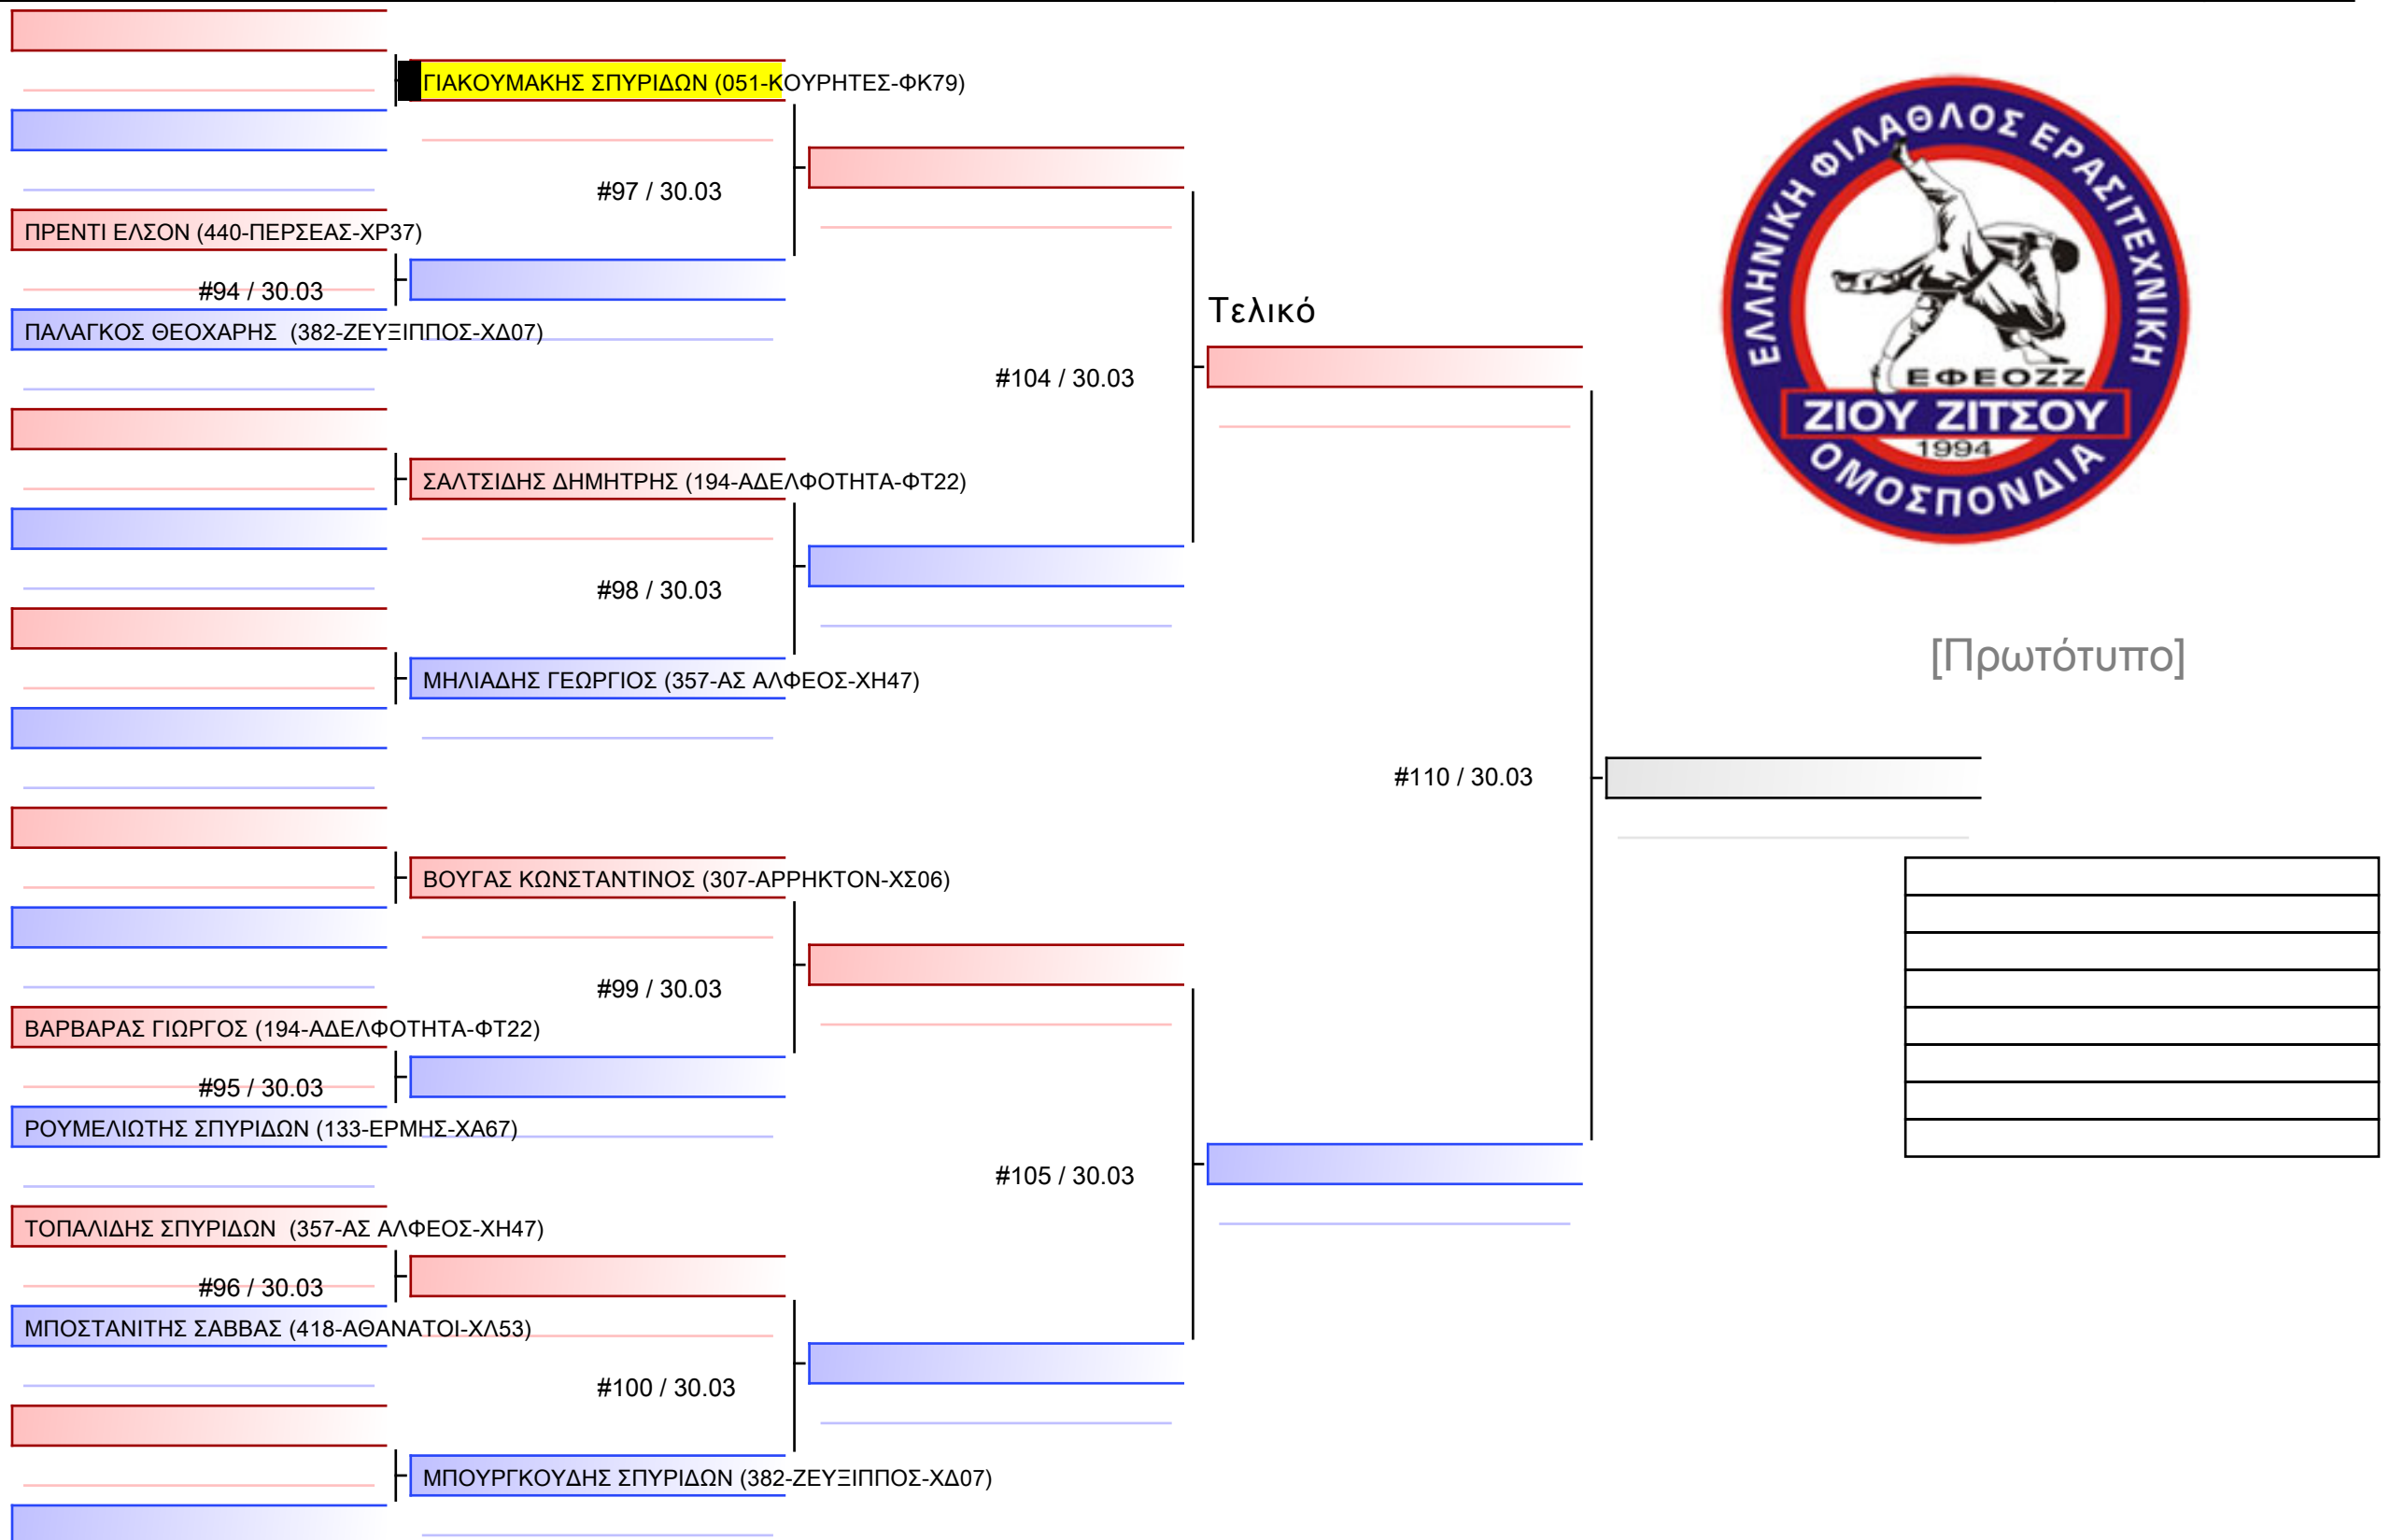 ΓΙΑΚΟΥΜΑΚΗΣ ΣΠΥΡΙΔΩΝ (051-ΚΟΥΡΗΤΕΣ-ΦΚ79)
#97 / 30.03
ΠΡΕΝΤΙ ΕΛΣΟΝ (440-ΠΕΡΣΕΑΣ-ΧΡ37)
#94 / 30.03
ΠΑΛΑΓΚΟΣ ΘΕΟΧΑΡΗΣ (382-ΖΕΥΞΙΠΠΟΣ-ΧΔ07)
Τελικό
#104 / 30.03
ΣΑΛΤΣΙΔΗΣ ΔΗΜΗΤΡΗΣ (194-ΑΔΕΛΦΟΤΗΤΑ-ΦΤ22)
#98 / 30.03
ΜΗΛΙΑΔΗΣ ΓΕΩΡΓΙΟΣ (357-ΑΣ ΑΛΦΕΟΣ-ΧΗ47)
ΕΛΛΗΝΙΚΗ ΦΙΛΑΘΛΟΣ ΕΡΑΣΙΤΕΧΝΙΚΗ
ΕΦΕΟΖΖ
ΖΙΟΥ ΖΙΤΣΟΥ
1994
ΟΜΟΣΠΟΝΔΙΑ
[Πρωτότυπο]
#110 / 30.03
ΒΟΥΓΑΣ ΚΩΝΣΤΑΝΤΙΝΟΣ (307-ΑΡΡΗΚΤΟΝ-ΧΣ06)
#99 / 30.03
ΒΑΡΒΑΡΑΣ ΓΙΩΡΓΟΣ (194-ΑΔΕΛΦΟΤΗΤΑ-ΦΤ22)
#95 / 30.03
ΡΟΥΜΕΛΙΩΤΗΣ ΣΠΥΡΙΔΩΝ (133-ΕΡΜΗΣ-ΧΑ67)
#105 / 30.03
ΤΟΠΑΛΙΔΗΣ ΣΠΥΡΙΔΩΝ (357-ΑΣ ΑΛΦΕΟΣ-ΧΗ47)
#96 / 30.03
ΜΠΟΣΤΑΝΙΤΗΣ ΣΑΒΒΑΣ (418-ΑΘΑΝΑΤΟΙ-ΧΛ53)
#100 / 30.03
ΜΠΟΥΡΓΚΟΥΔΗΣ ΣΠΥΡΙΔΩΝ (382-ΖΕΥΞΙΠΠΟΣ-ΧΔ07)